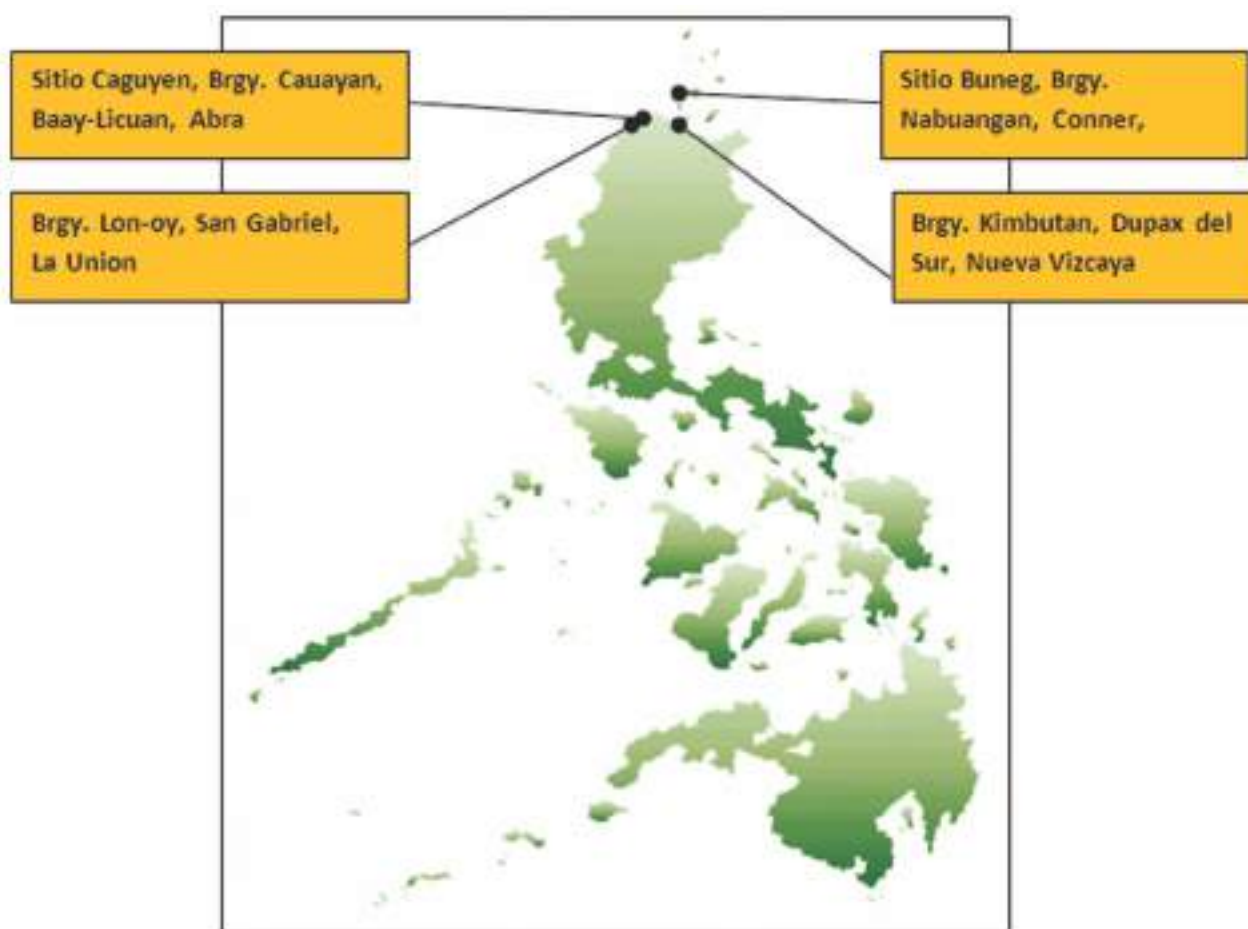 Sitio Caguyen, Brgy. Cauayan,
Baay-Licuan, Abra
Sitio Buneg, Brgy.
Nabuangan, Conner,
Brgy. Lon-oy, San Gabriel,
La Union
Brgy. Kimbutan, Dupax del
Sur, Nueva Vizcaya